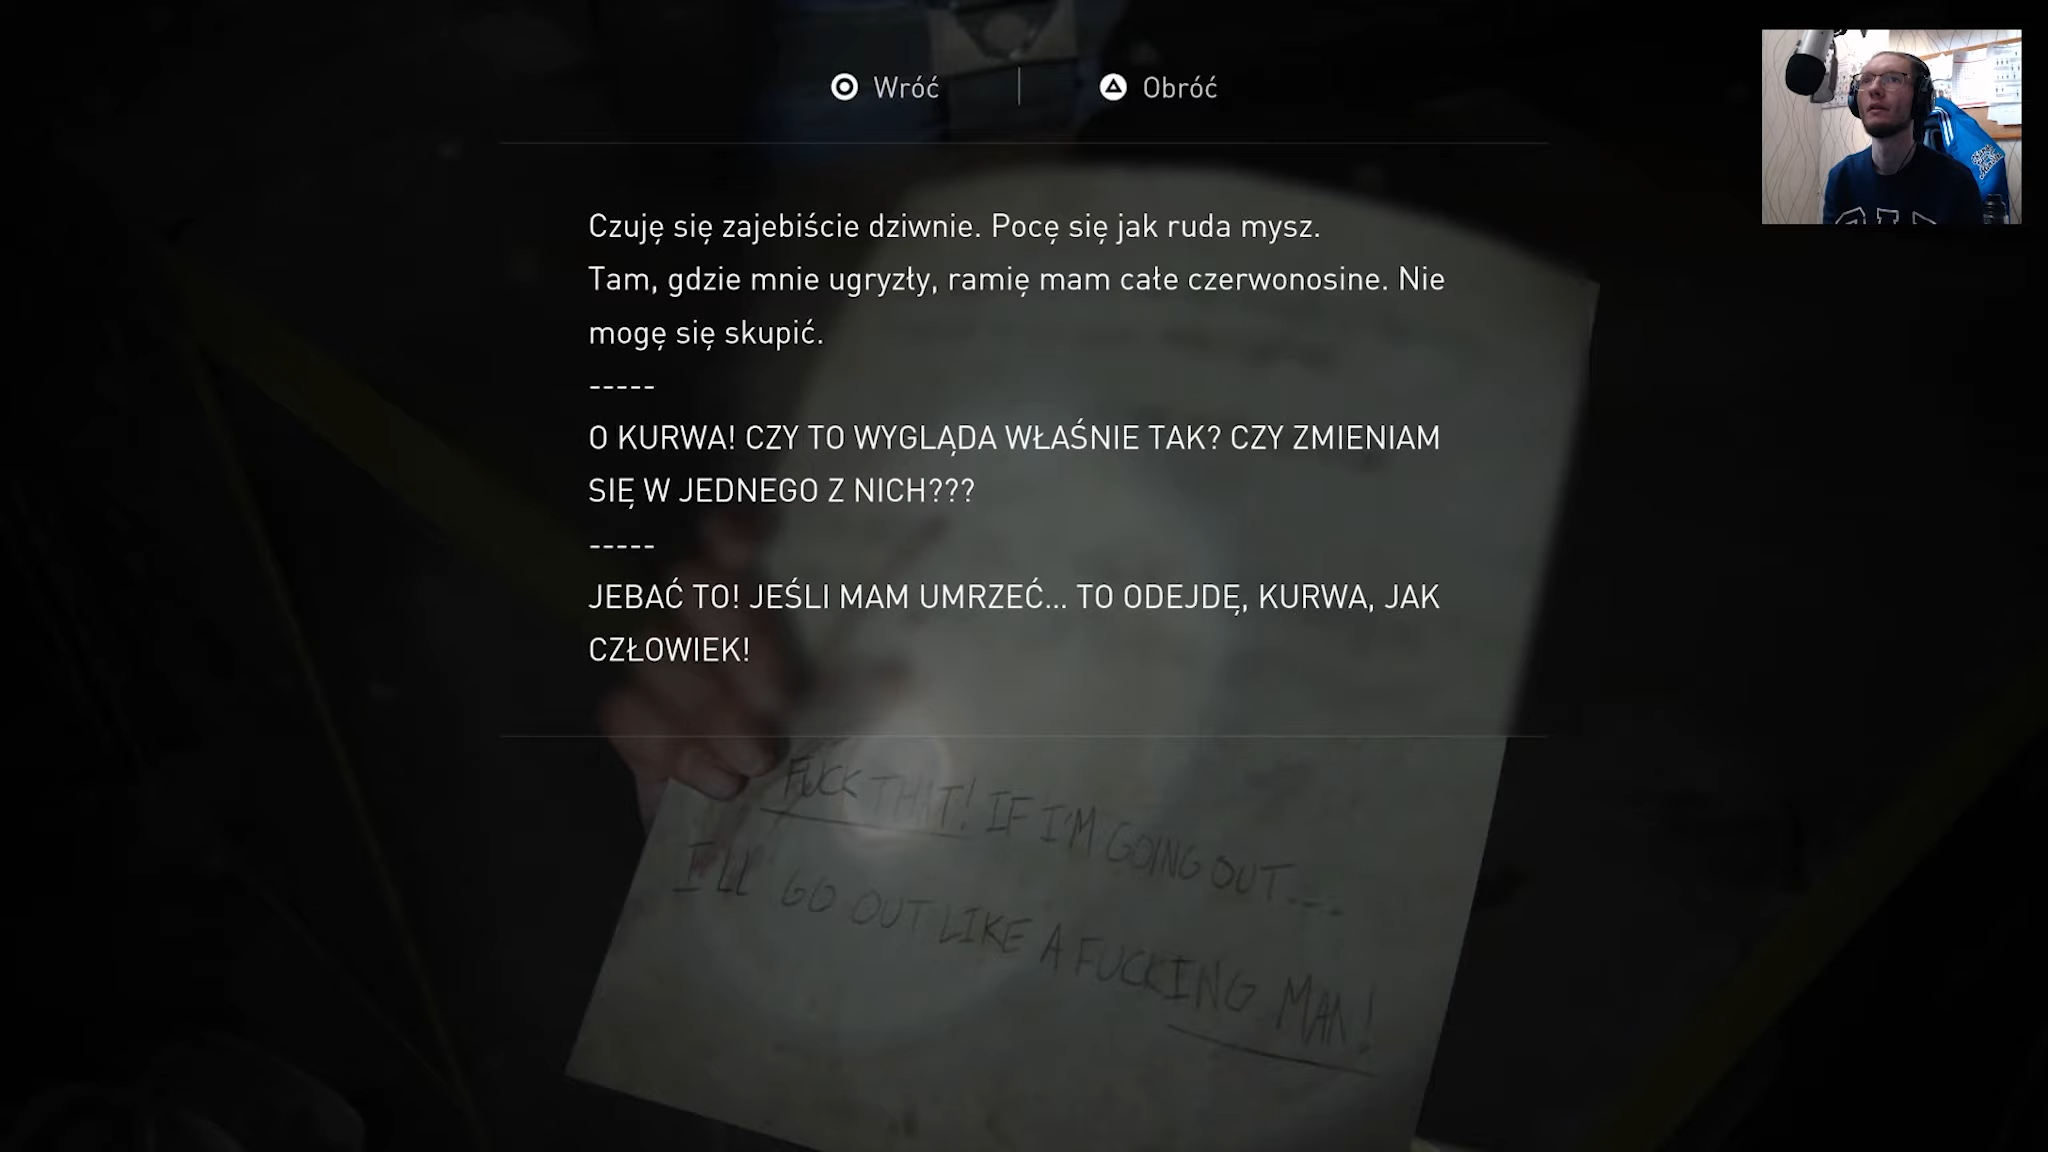 Wróć | Obróć
Czuję się zajebiście dziwnie. Pocę się jak ruda mysz.
Tam, gdzie mnie ugryzły, ramię mam całe czerwonosine. Nie
mogę się skupić.
-----
O KURWA! CZY TO WYGLĄDA WŁAŚNIE TAK? CZY ZMIENIAM
SIĘ W JEDNEGO Z NICH???
-----
JEBAĆ TO! JEŚLI MAM UMRZEĆ... TO ODEJDĘ, KURWA, JAK
CZŁOWIEK!
FUCK THAT! IF I'M GOING OUT...
I'LL GO OUT LIKE A FUCKING MAN!